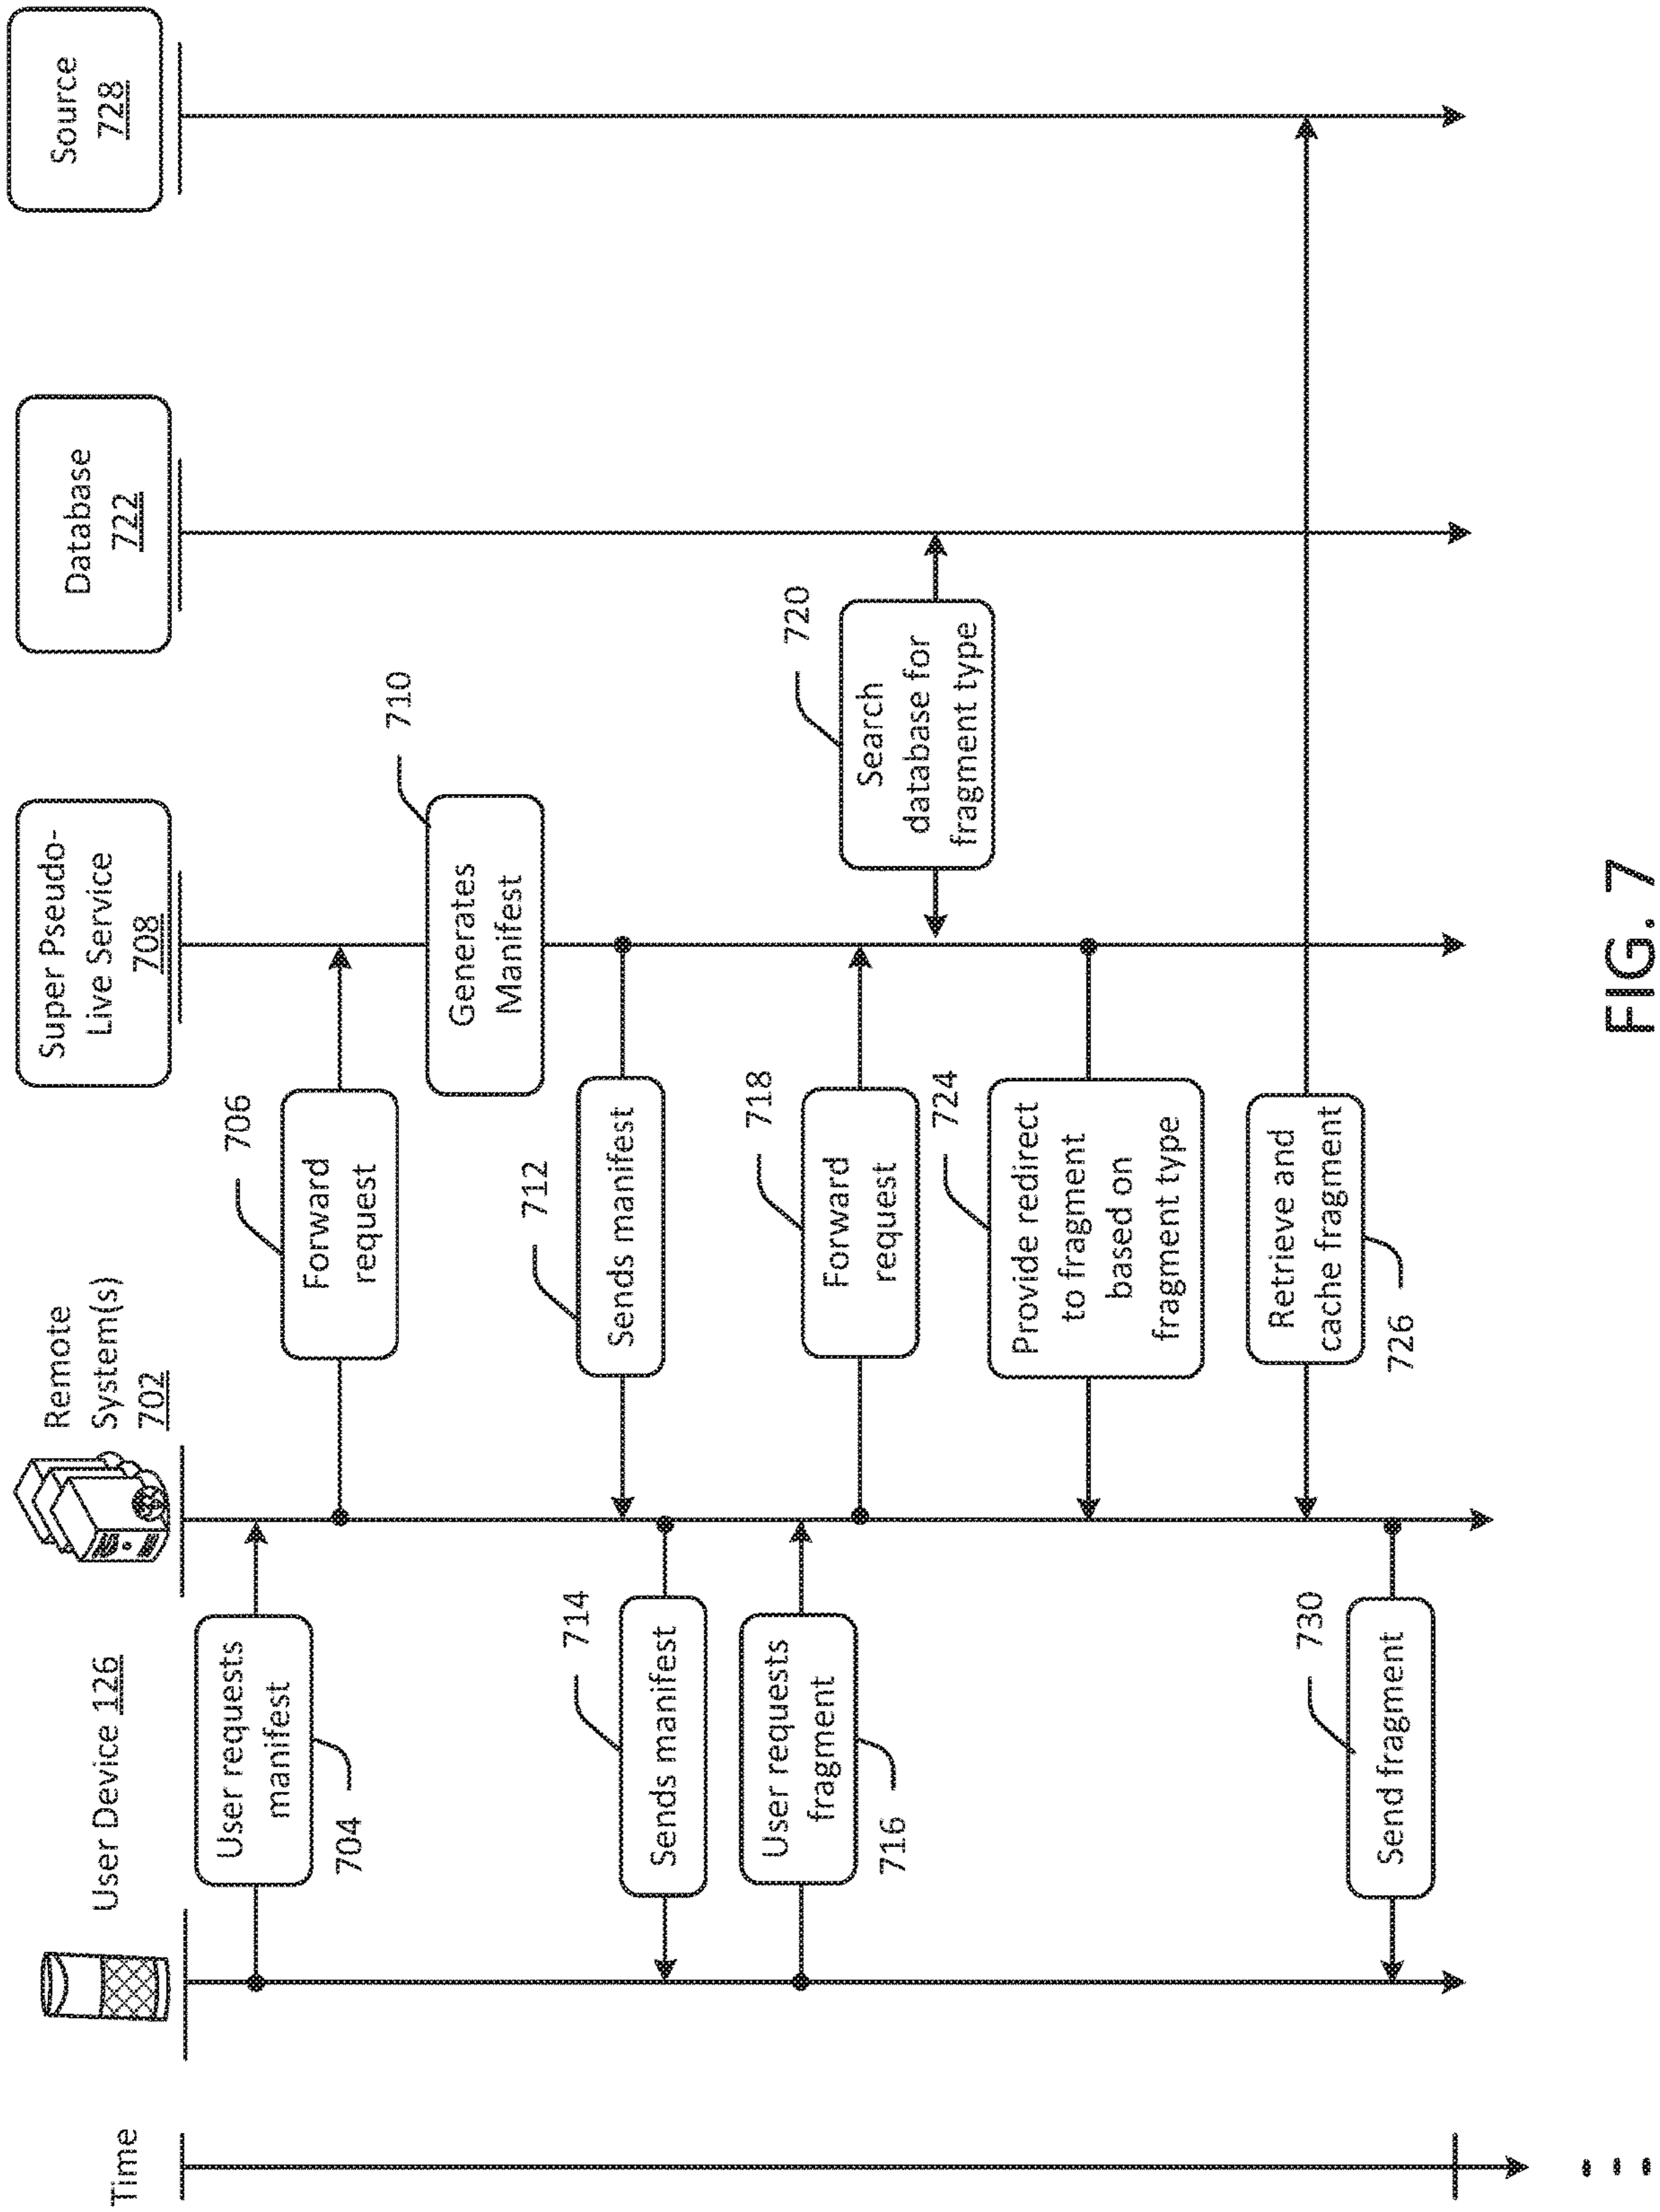 Time
User Device 126
Remote
System(s)
702
Super Pseudo-
Live Service
708
Database
722
Source
728
User requests
manifest
704
706
Forward
request
710
Generates
Manifest
712
Sends manifest
714
Sends manifest
User requests
fragment
716
718
Forward
request
720
Search
database for
fragment type
724
Provide redirect
to fragment
based on
fragment type
Retrieve and
cache fragment
726
730
Send fragment
FIG. 7